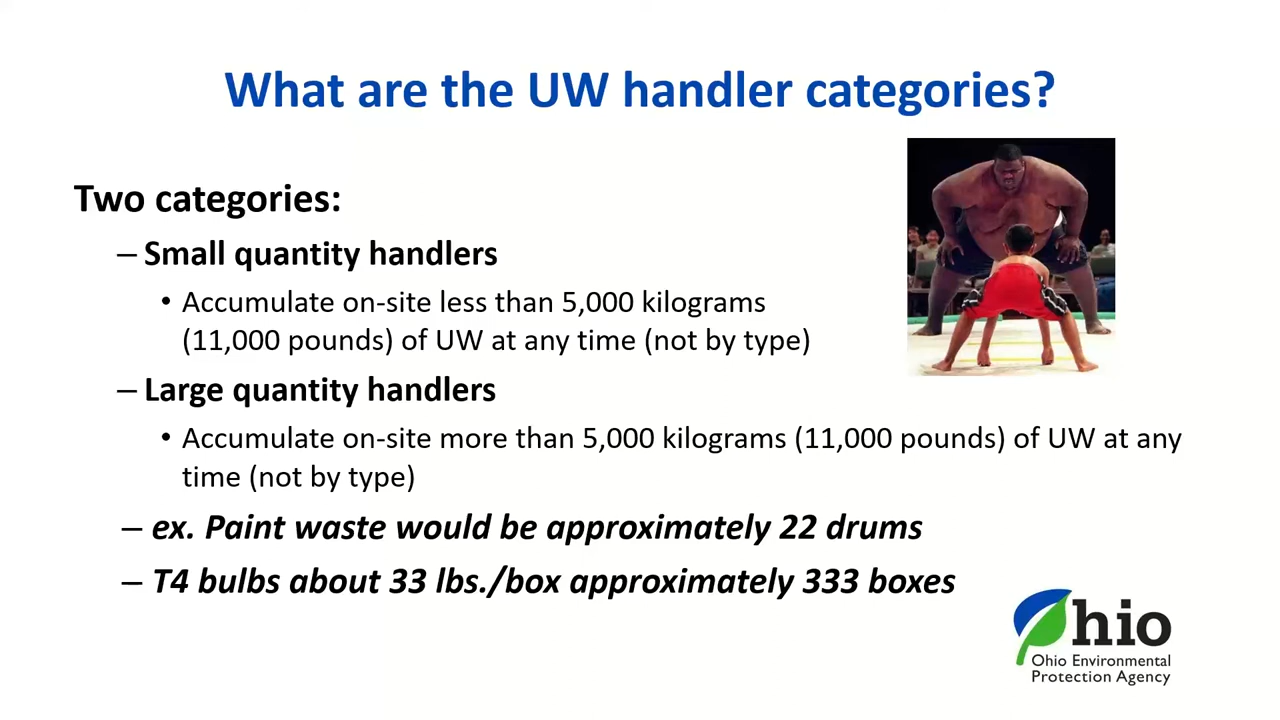 What are the UW handler categories?
Two categories:
– Small quantity handlers
• Accumulate on-site less than 5,000 kilograms
(11,000 pounds) of UW at any time (not by type)
– Large quantity handlers
• Accumulate on-site more than 5,000 kilograms (11,000 pounds) of UW at any
time (not by type)
– ex. Paint waste would be approximately 22 drums
– T4 bulbs about 33 lbs./box approximately 333 boxes
Ohio
Ohio Environmental
Protection Agency